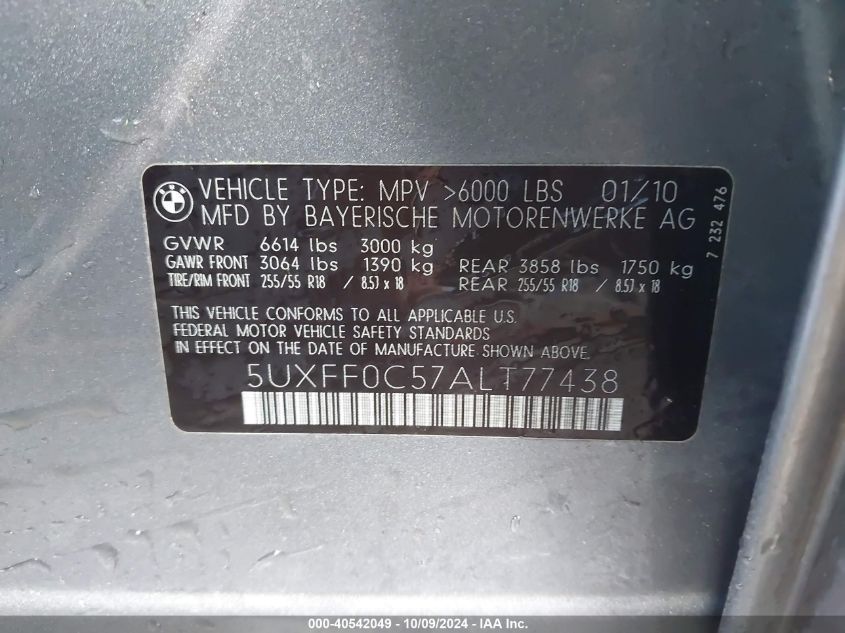 BMW
VEHICLE TYPE: MPV >6000 LBS 01/10
MFD BY BAYERISCHE MOTORENWERKE AG
GVWR 6614 lbs 3000 kg
GAWR FRONT 3064 lbs 1390 kg REAR 3858 lbs 1750 kg
TIRE/RIM FRONT 255/55 R18 / 8.5J x 18 REAR 255/55 R18 / 8.5J x 18
THIS VEHICLE CONFORMS TO ALL APPLICABLE U.S.
FEDERAL MOTOR VEHICLE SAFETY STANDARDS
IN EFFECT ON THE DATE OF MANUFACTURE SHOWN ABOVE.
5UXFF0C57ALT77438
7 232 476
000-40542049 - 10/09/2024 - IAA Inc.